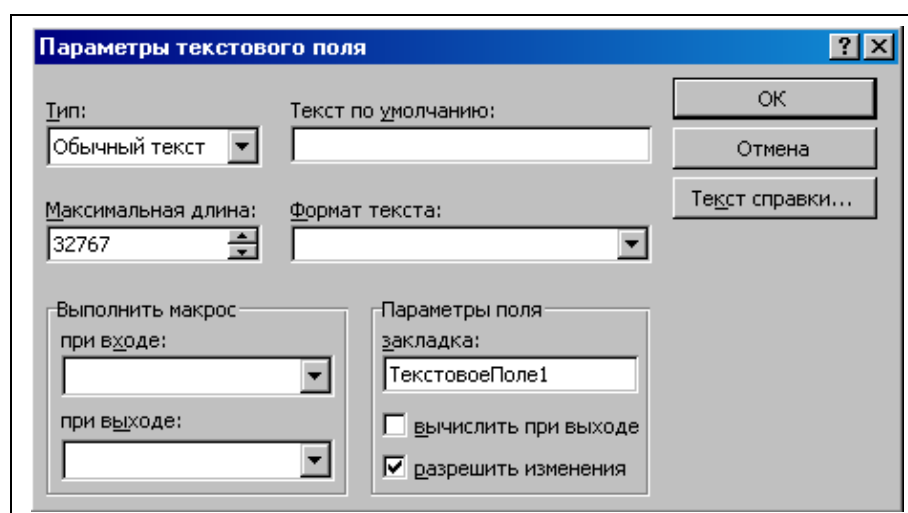 Параметры текстового поля
Тип:
Текст по умолчанию:
ОК
Обычный текст
Отмена
Максимальная длина:
Формат текста:
Текст справки...
32767
Выполнить макрос
Параметры поля
при входе:
закладка:
ТекстовоеПоле1
при выходе:
вычислить при выходе
разрешить изменения